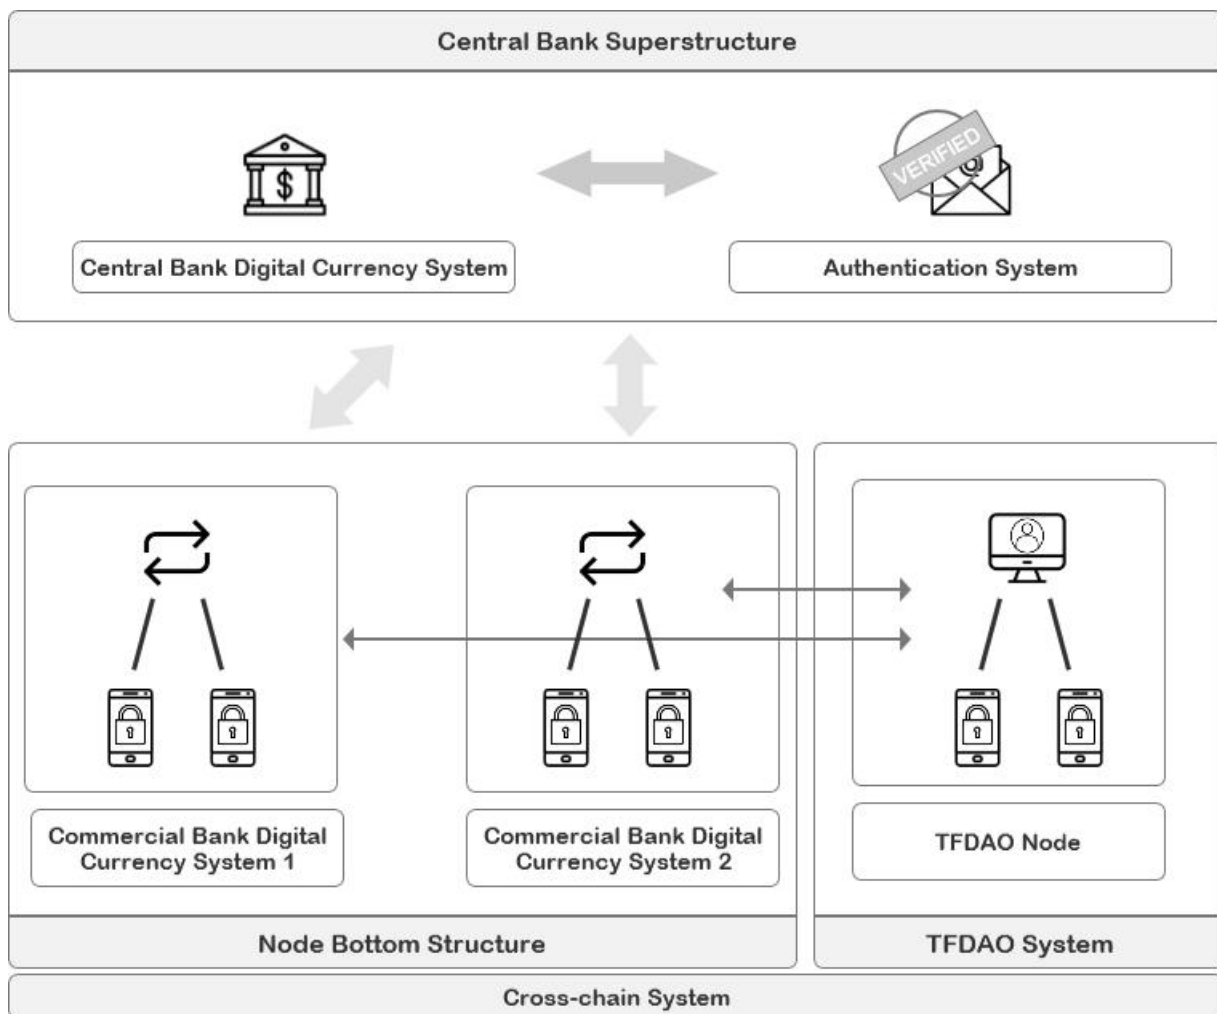 Central Bank Superstructure
$
VERIFIED
@
Central Bank Digital Currency System
Authentication System
Commercial Bank Digital
Currency System 1
Commercial Bank Digital
Currency System 2
TFDAO Node
Node Bottom Structure
TFDAO System
Cross-chain System